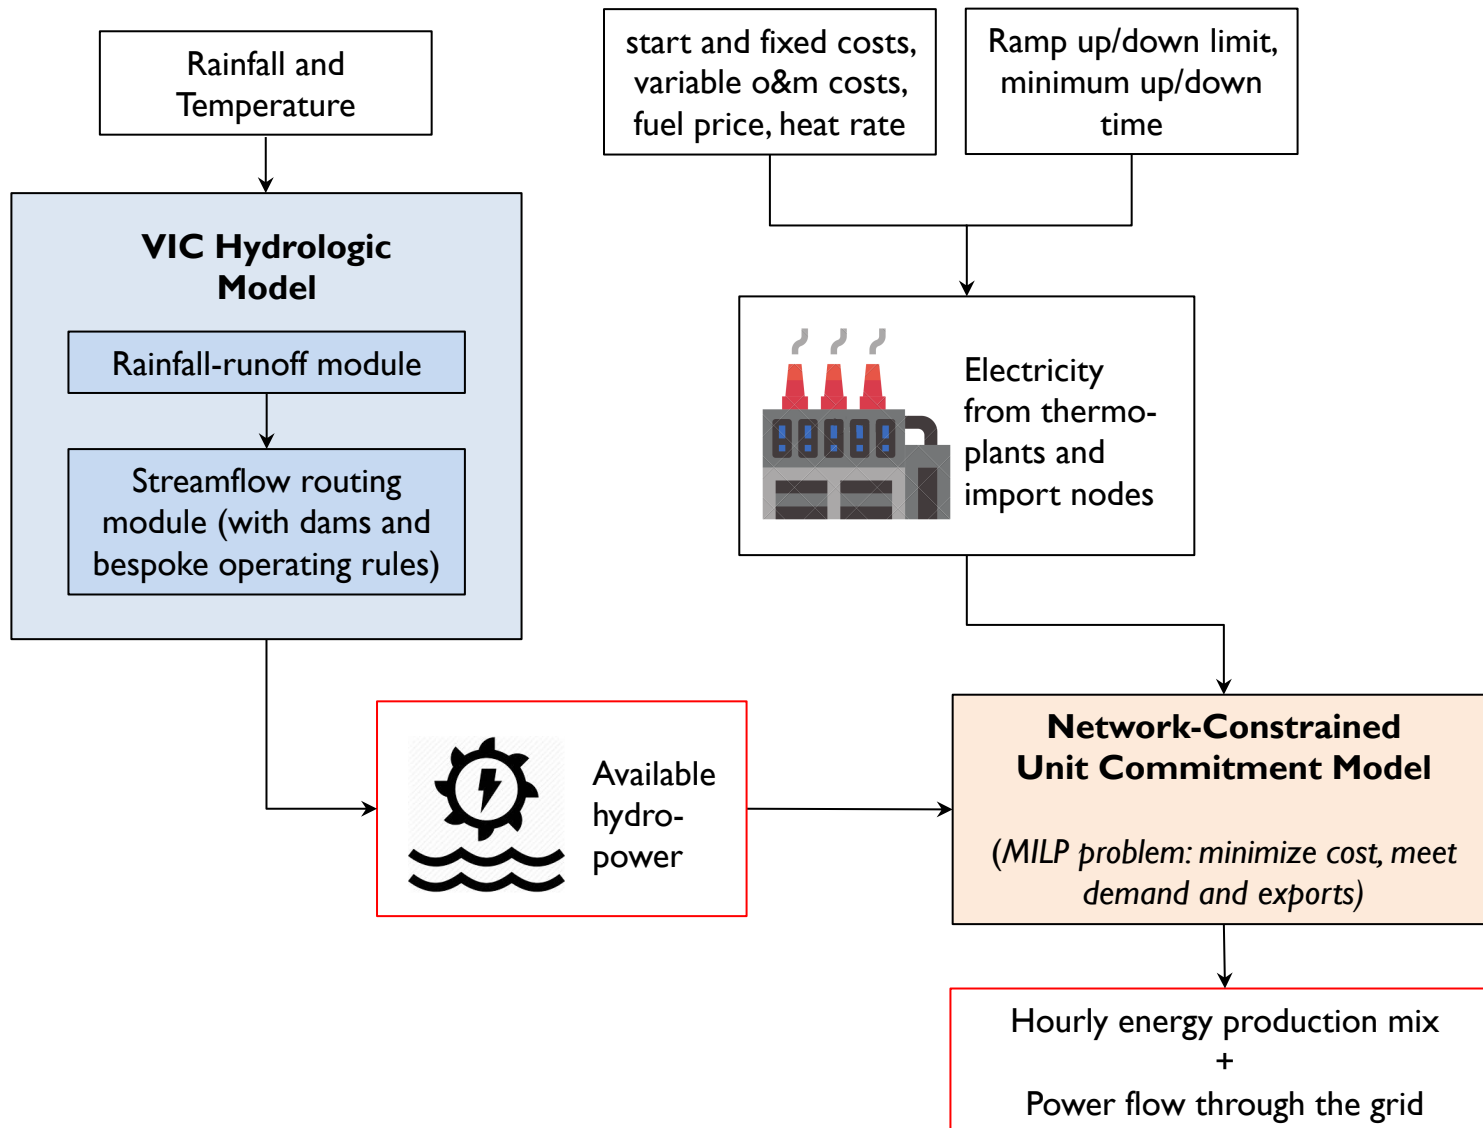 Rainfall and
Temperature
start and fixed costs,
variable o&m costs,
fuel price, heat rate
Ramp up/down limit,
minimum up/down
time
VIC Hydrologic
Model
Rainfall-runoff module
Streamflow routing
module (with dams and
bespoke operating rules)
Electricity
from thermo-
plants and
import nodes
Available
hydro-
power
Network-Constrained
Unit Commitment Model
(MILP problem: minimize cost, meet
demand and exports)
Hourly energy production mix
+
Power flow through the grid